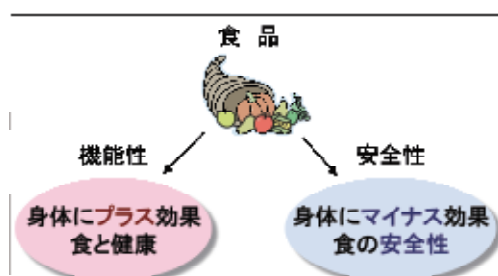 食品
機能性
安全性
身体にプラス効果
食と健康
身体にマイナス効果
食の安全性